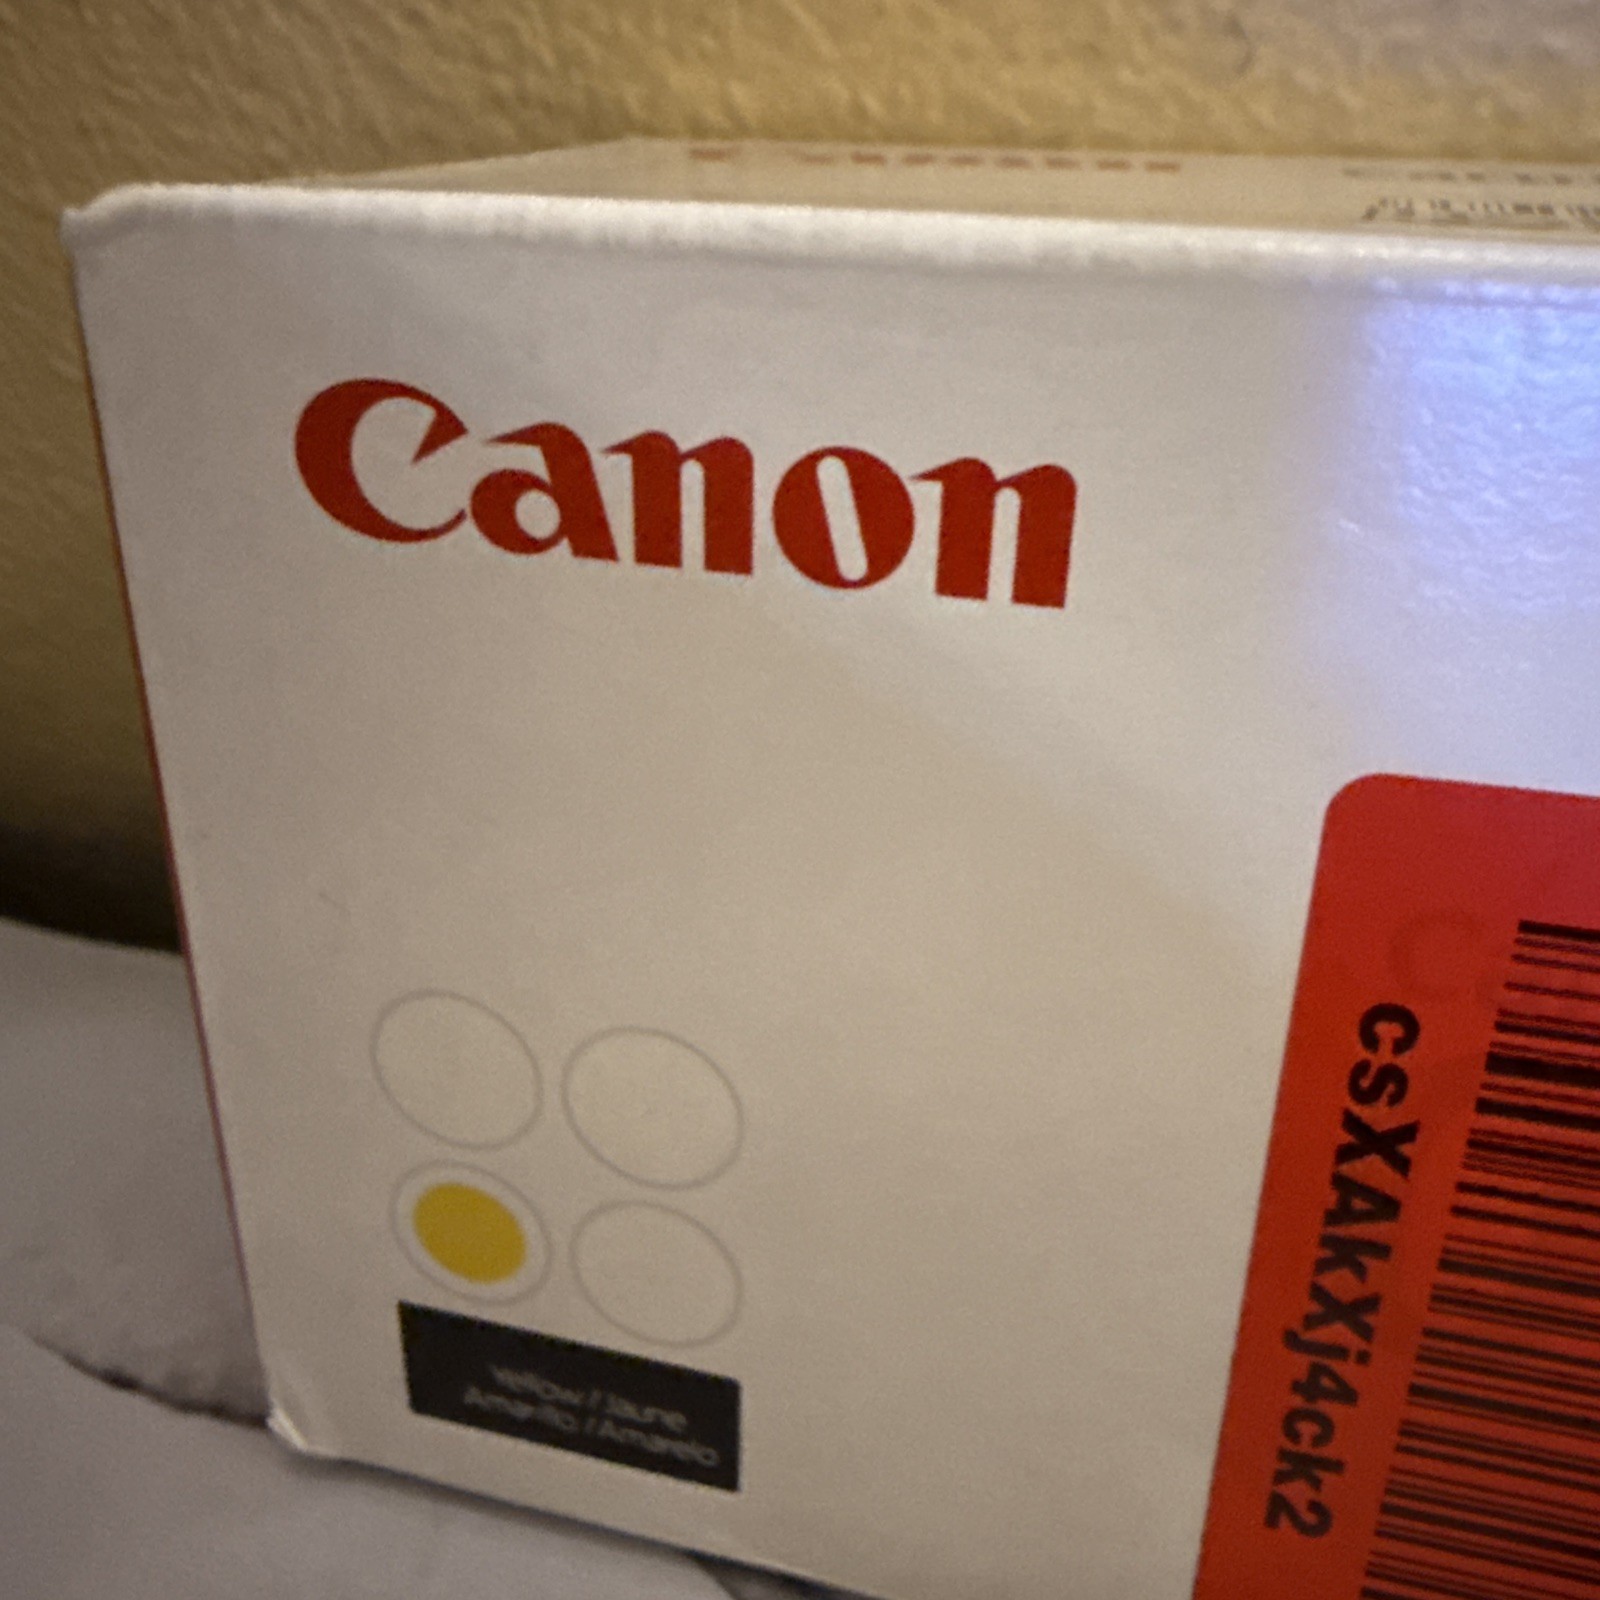 Canon
csXAkXj4ck2
yellow / Jaune
Amarillo / Amarelo